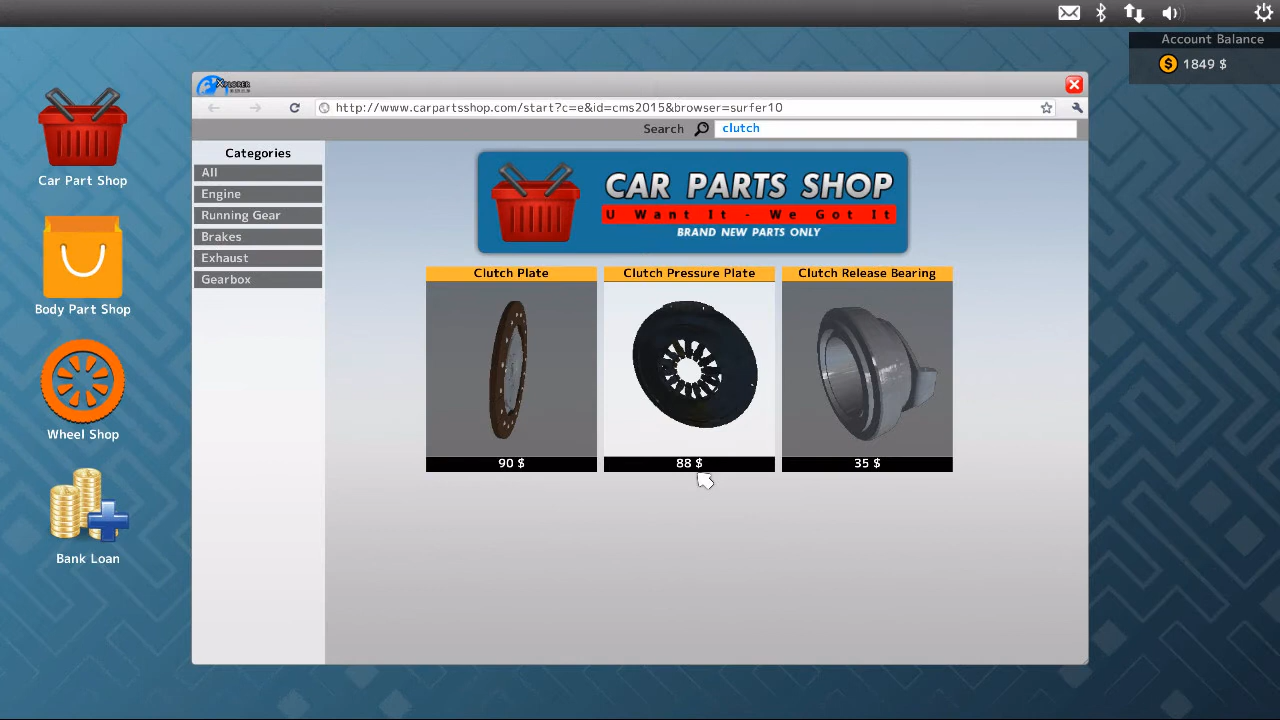 Account Balance
1849 $
XPLORER
http://www.carpartsshop.com/start?c=e&id=cms2015&browser=surfer10
Search clutch
Categories
All
Engine
Running Gear
Brakes
Exhaust
Gearbox
CAR PARTS SHOP
U Want It - We Got It
BRAND NEW PARTS ONLY
Clutch Plate
90 $
Clutch Pressure Plate
88 $
Clutch Release Bearing
35 $
Car Part Shop
Body Part Shop
Wheel Shop
Bank Loan